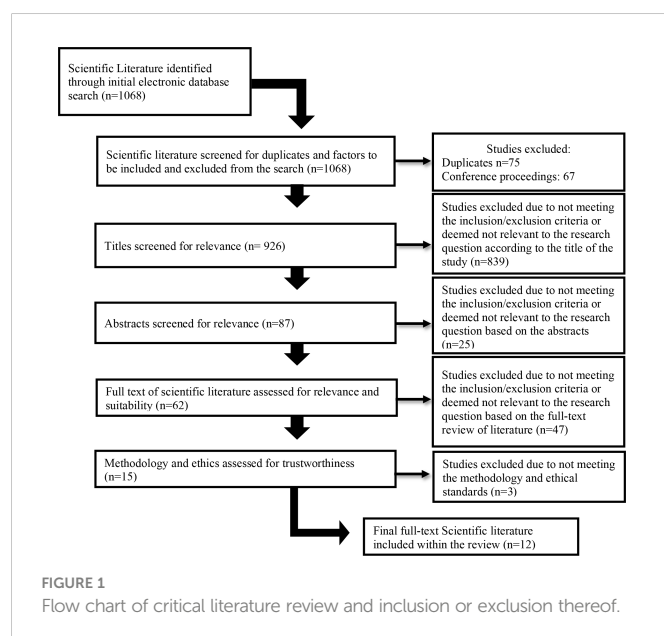 Scientific Literature identified
through initial electronic database
search (n=1068)
Scientific literature screened for duplicates and factors to
be included and excluded from the search (n=1068)
Studies excluded:
Duplicates n=75
Conference proceedings: 67
Titles screened for relevance (n= 926)
Studies excluded due to not meeting
the inclusion/exclusion criteria or
deemed not relevant to the research
question according to the title of the
study (n=839)
Abstracts screened for relevance (n=87)
Studies excluded due to not meeting
the inclusion/exclusion criteria or
deemed not relevant to the research
question based on the abstracts
(n=25)
Full text of scientific literature assessed for relevance and
suitability (n=62)
Studies excluded due to not meeting
the inclusion/exclusion criteria or
deemed not relevant to the research
question based on the full-text
review of literature (n=47)
Methodology and ethics assessed for trustworthiness
(n=15)
Studies excluded due to not meeting
the methodology and ethical
standards (n=3)
Final full-text Scientific literature
included within the review (n=12)
FIGURE 1
Flow chart of critical literature review and inclusion or exclusion thereof.